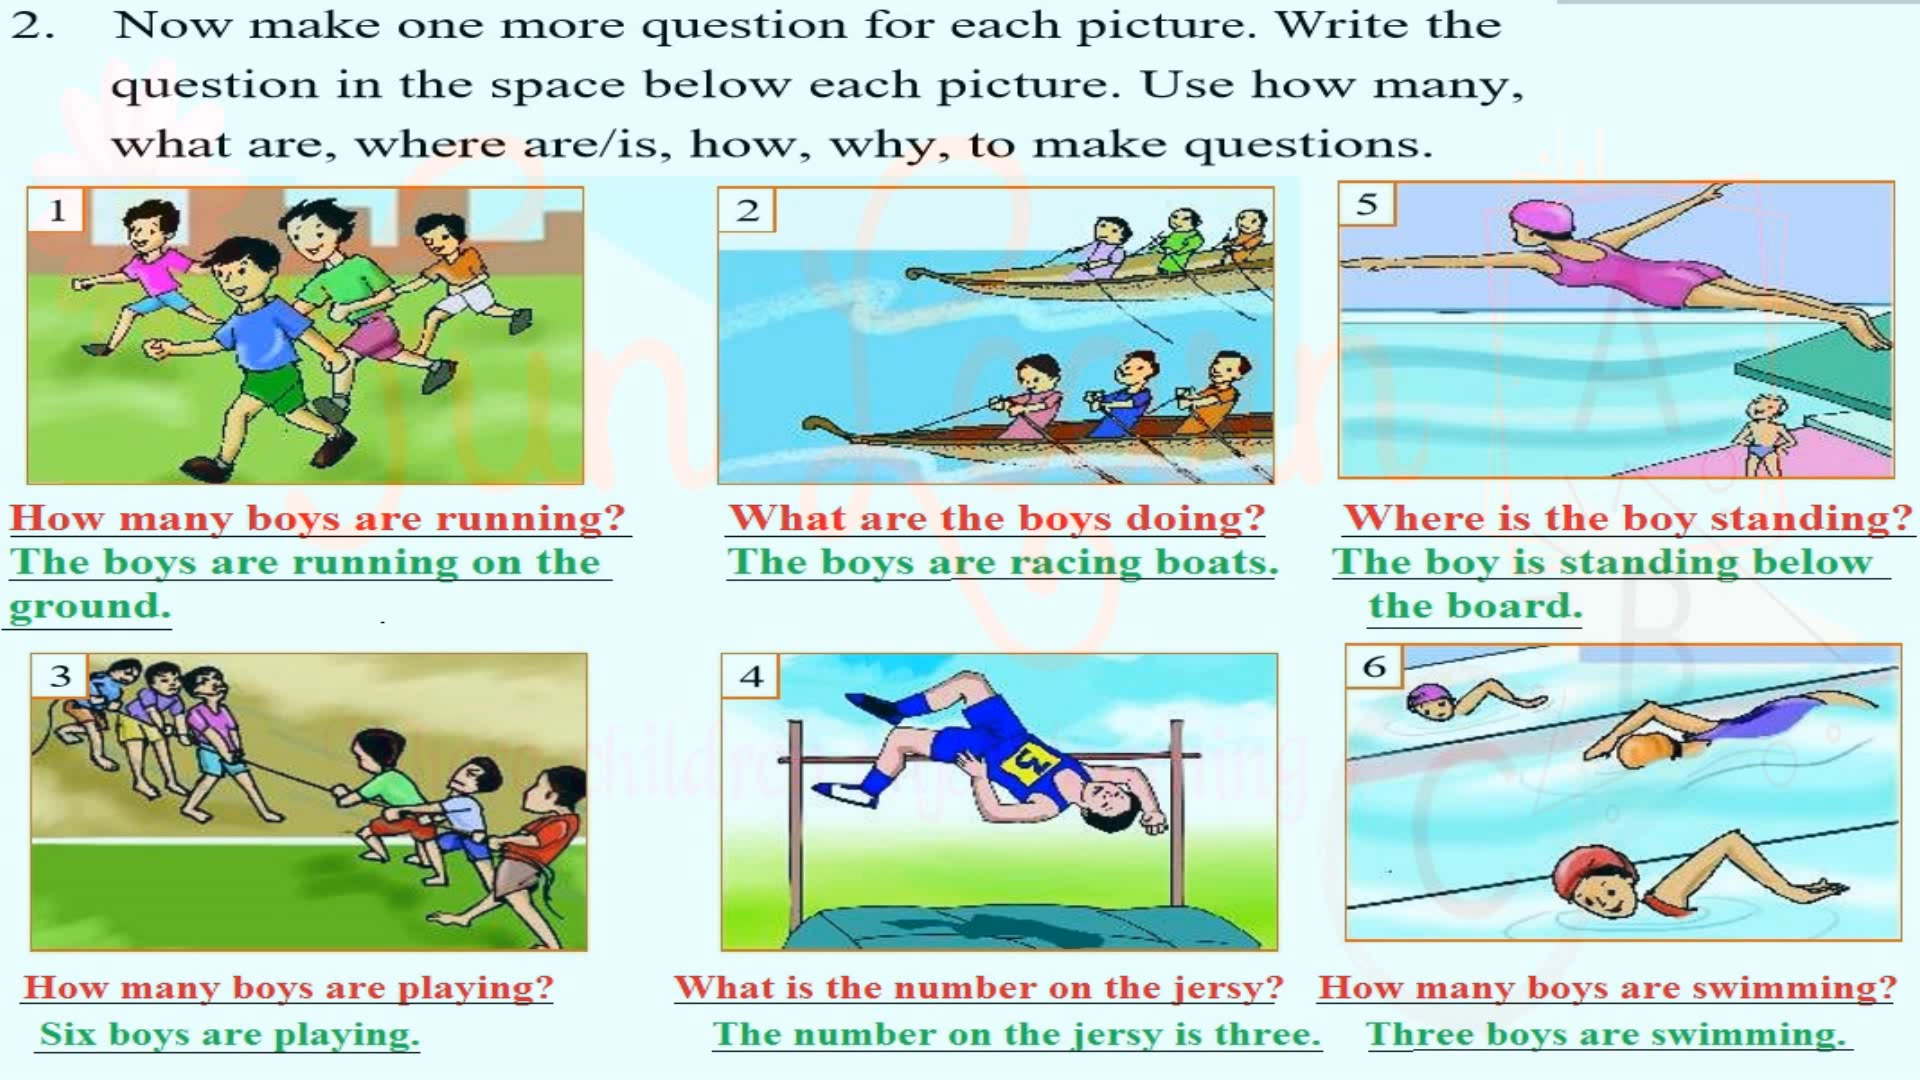 2. Now make one more question for each picture. Write the
question in the space below each picture. Use how many,
what are, where are/is, how, why, to make questions.
1
2
5
How many boys are running?
The boys are running on the
ground.
What are the boys doing?
The boys are racing boats.
Where is the boy standing?
The boy is standing below
the board.
3
4
3
6
How many boys are playing?
Six boys are playing.
What is the number on the jersy?
The number on the jersy is three.
How many boys are swimming?
Three boys are swimming.
Fun Learn
A
B
C